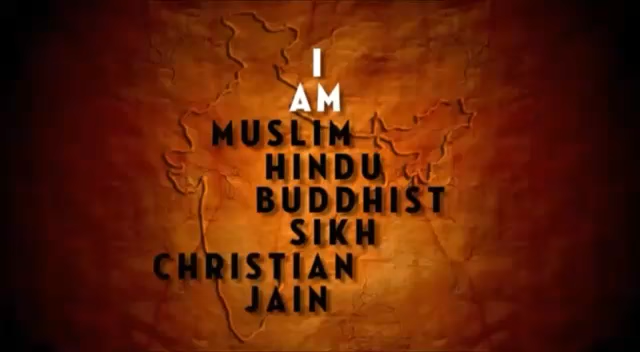 I
AM
MUSLIM
HINDU
BUDDHIST
SIKH
CHRISTIAN
JAIN